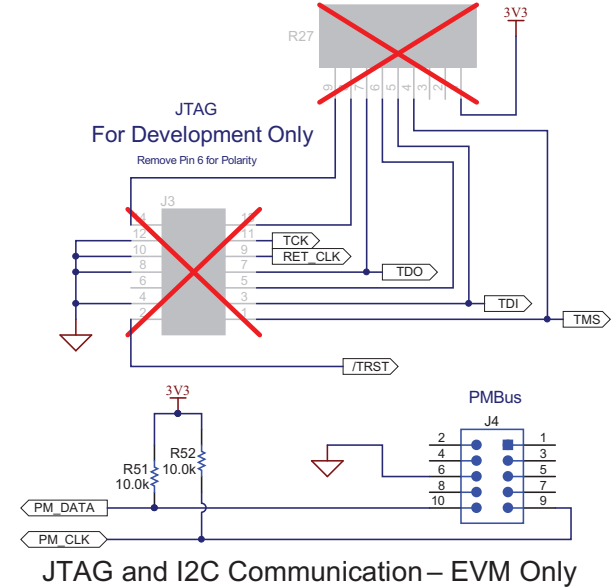 3V3
R27
9 7 6 5 4 3 2
JTAG
For Development Only
Remove Pin 6 for Polarity
J3
12 11 TCK
10 9 RET_CLK
8 7 TDO
6 5
4 3 TDI
2 1 TMS
/TRST
3V3
PMBus
J4
R51
10.0k
R52
10.0k
2 1
4 3
6 5
8 7
10 9
PM_DATA
PM_CLK
JTAG and I2C Communication – EVM Only